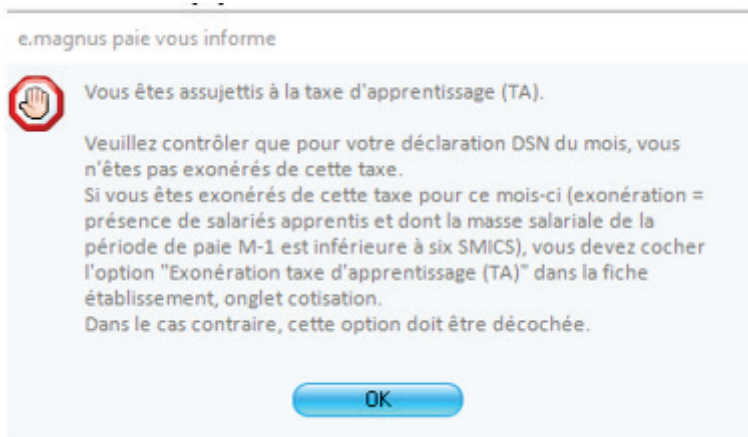 e.magnus paie vous informe
Vous êtes assujettis à la taxe d'apprentissage (TA).
Veuillez contrôler que pour votre déclaration DSN du mois, vous
n'êtes pas exonérés de cette taxe.
Si vous êtes exonérés de cette taxe pour ce mois-ci (exonération =
présence de salariés apprentis et dont la masse salariale de la
période de paie M-1 est inférieure à six SMICS), vous devez cocher
l'option "Exonération taxe d'apprentissage (TA)" dans la fiche
établissement, onglet cotisation.
Dans le cas contraire, cette option doit être décochée.
OK